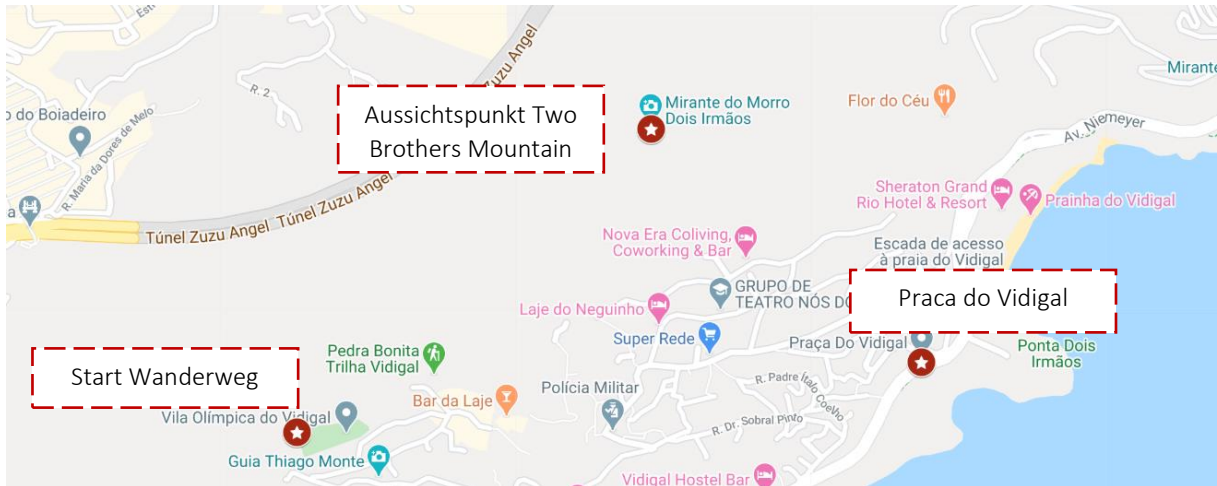 Este
o do Boiadeiro
R. Maria da Dores de Melo
a
R. 2
Zuzu Angel
Túnel Zuzu Angel
Túnel Zuzu Angel
Aussichtspunkt Two
Brothers Mountain
Mirante do Morro
Dois Irmãos
Flor do Céu
Mirante
Av. Niemeyer
Sheraton Grand
Rio Hotel & Resort
Prainha do Vidigal
Nova Era Coliving,
Coworking & Bar
Escada de acesso
à praia do Vidigal
GRUPO DE
TEATRO NÓS DO
Praca do Vidigal
Laje do Neguinho
Super Rede
Praça Do Vidigal
Ponta Dois
Irmãos
Start Wanderweg
Pedra Bonita
Trilha Vidigal
Polícia Militar
R. Padre Ítalo Coelho
Bar da Laje
Vila Olímpica do Vidigal
R. Dr. Sobral Pinto
Guia Thiago Monte
Vidigal Hostel Bar